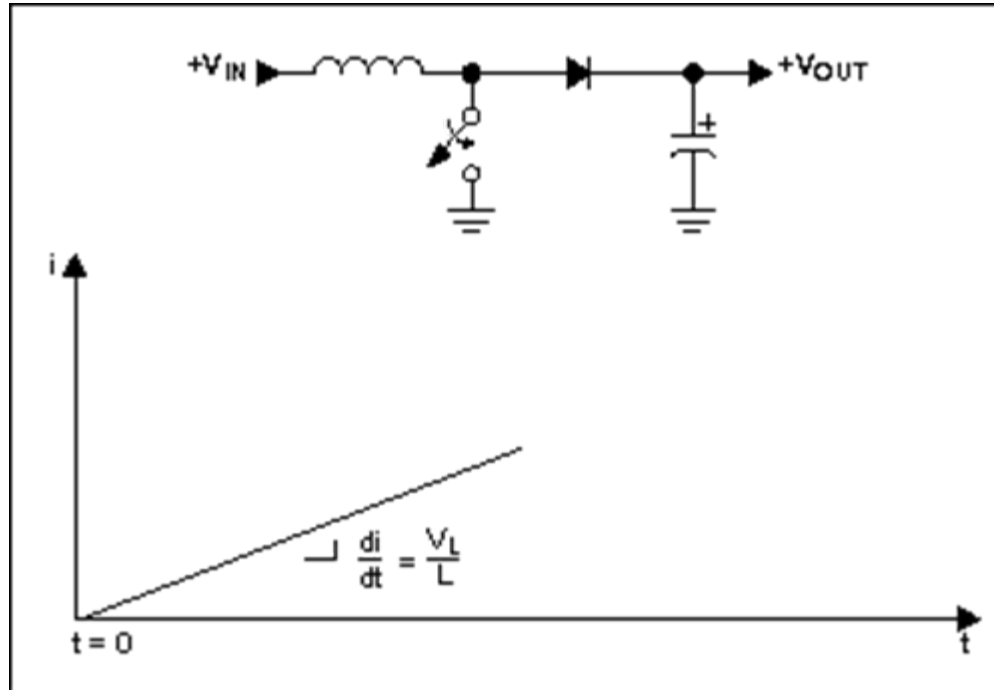 +VIN
+VOUT
+
i
di/dt = VL/L
t = 0
t